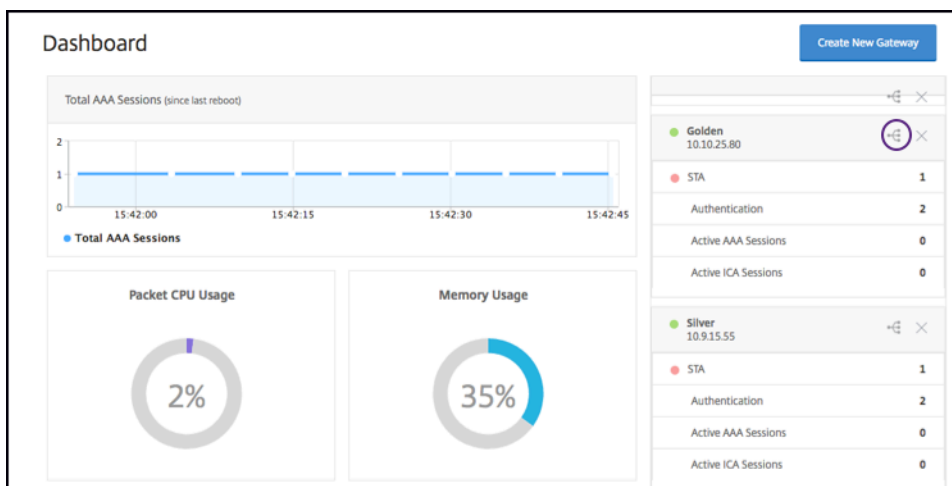 Dashboard
Create New Gateway
Total AAA Sessions (since last reboot)
2
1
0
15:42:00 15:42:15 15:42:30 15:42:45
Total AAA Sessions
Packet CPU Usage
2%
Memory Usage
35%
Golden
10.10.25.80
STA 1
Authentication 2
Active AAA Sessions 0
Active ICA Sessions 0
Silver
10.9.15.55
STA 1
Authentication 2
Active AAA Sessions 0
Active ICA Sessions 0